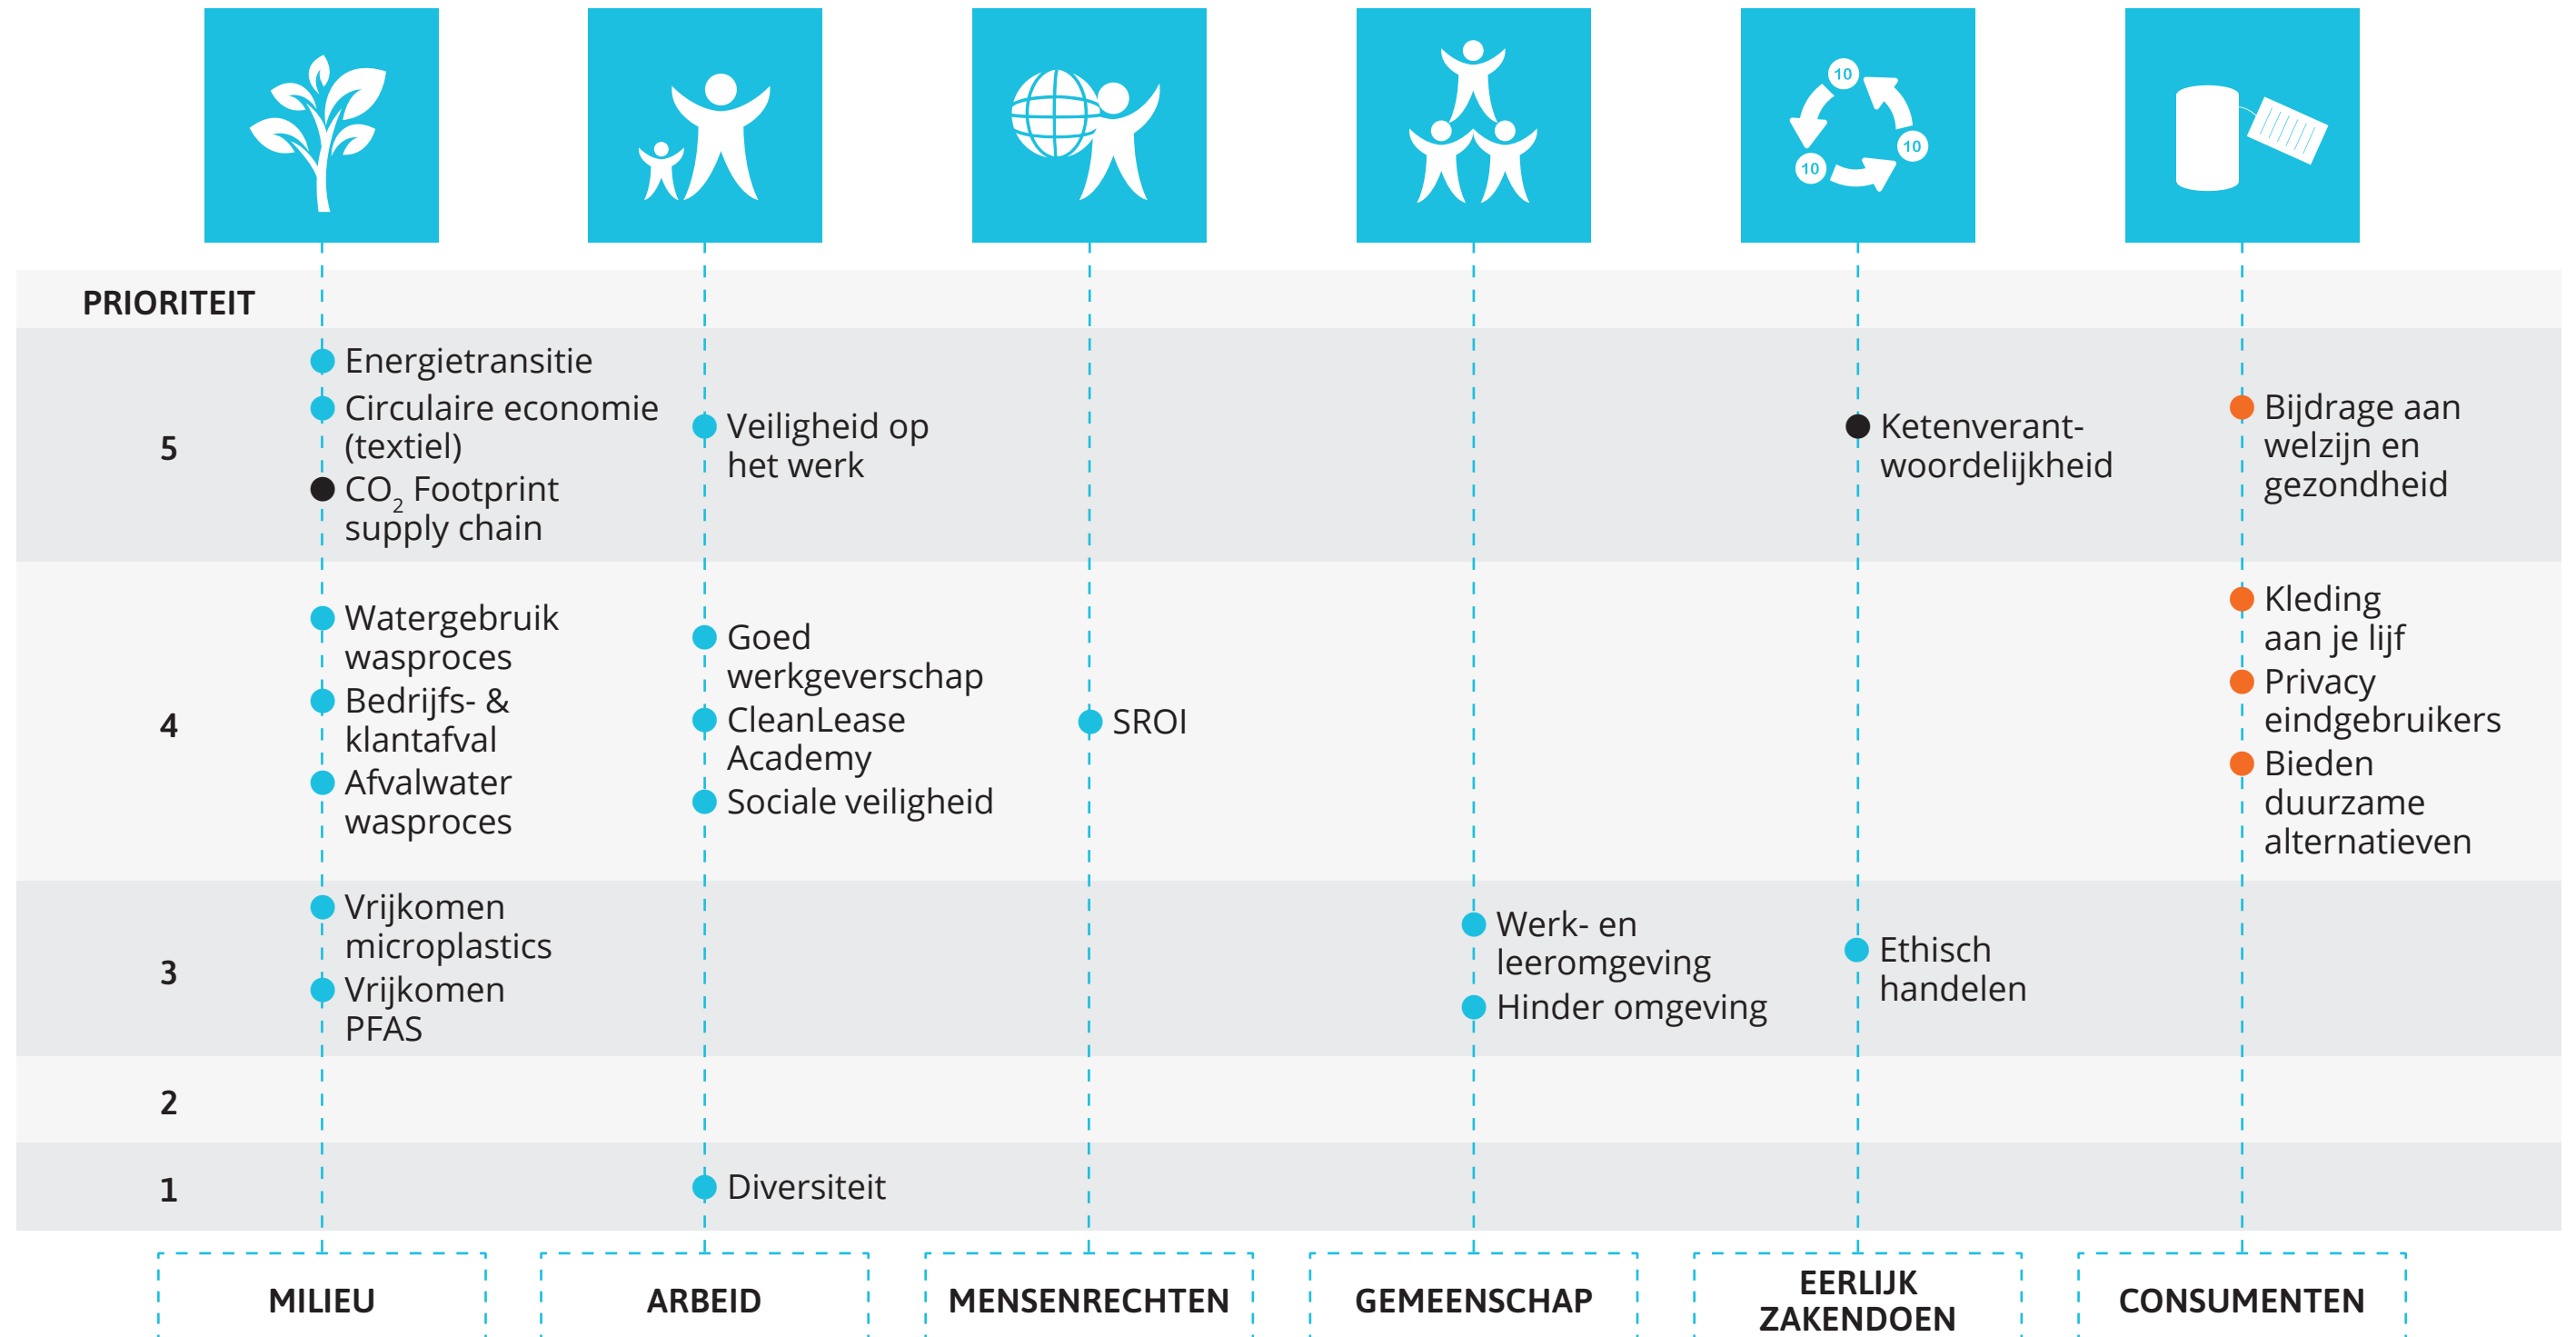 10
10
10
PRIORITEIT
5
Energietransitie
Circulaire economie
(textiel)
CO₂ Footprint
supply chain
Veiligheid op
het werk
Ketenverant-
woordelijkheid
Bijdrage aan
welzijn en
gezondheid
4
Watergebruik
wasproces
Bedrijfs- &
klantafval
Afvalwater
wasproces
Goed
werkgeverschap
CleanLease
Academy
Sociale veiligheid
SROI
Kleding
aan je lijf
Privacy
eindgebruikers
Bieden
duurzame
alternatieven
3
Vrijkomen
microplastics
Vrijkomen
PFAS
Werk- en
leeromgeving
Hinder omgeving
Ethisch
handelen
2
1
Diversiteit
MILIEU
ARBEID
MENSENRECHTEN
GEMEENSCHAP
EERLIJK
ZAKENDOEN
CONSUMENTEN